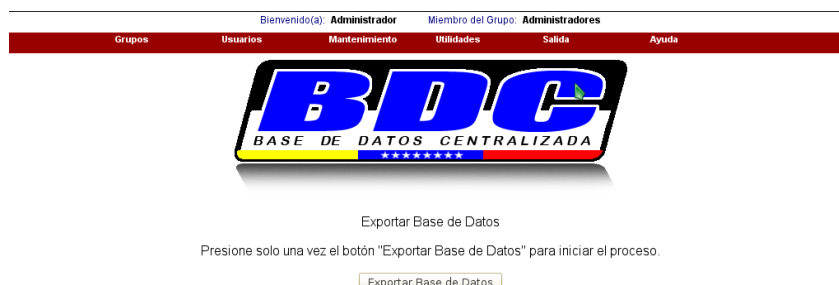 Bienvenido(a): Administrador Miembro del Grupo: Administradores
Grupos Usuarios Mantenimiento Utilidades Salida Ayuda
BDC
BASE DE DATOS CENTRALIZADA
Exportar Base de Datos
Presione solo una vez el botón "Exportar Base de Datos" para iniciar el proceso.
Exportar Base de Datos